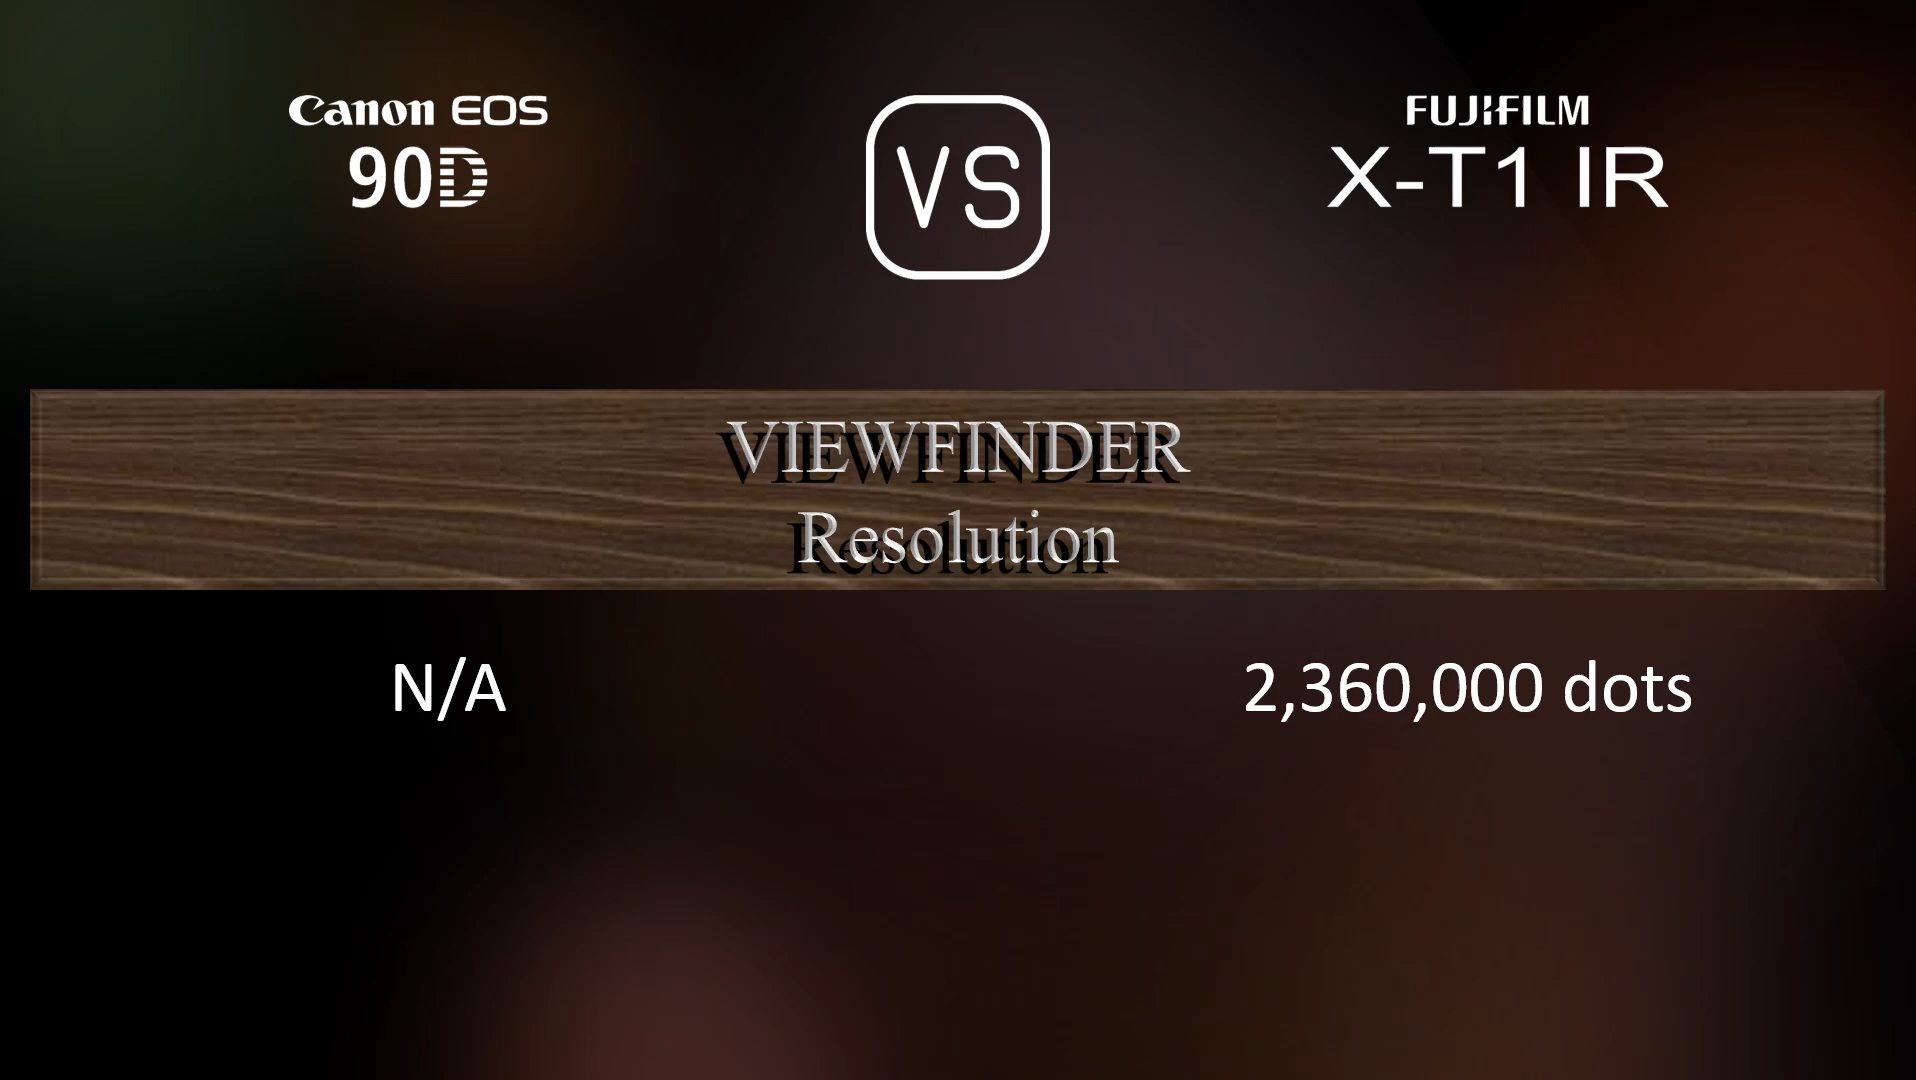 Canon EOS
90D
VS
FUJIFILM
X-T1 IR
VIEWFINDER
Resolution
N/A
2,360,000 dots